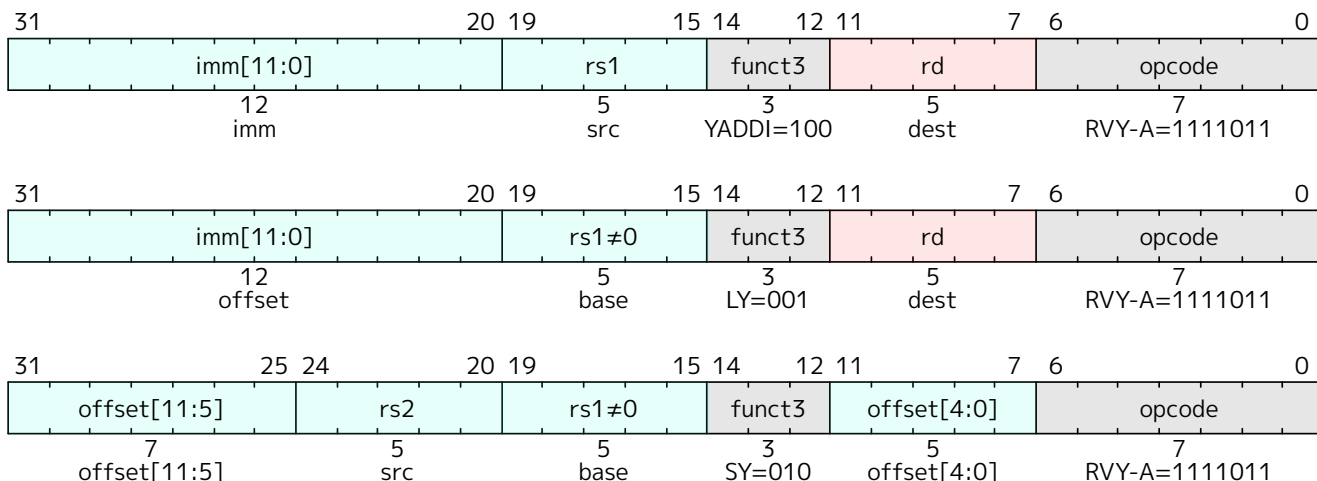 31 20 19 15 14 12 11 7 6 0
imm[11:0] rs1 funct3 rd opcode
12 5 3 5 7
imm src YADDI=100 dest RVY-A=1111011
31 20 19 15 14 12 11 7 6 0
imm[11:0] rs1≠0 funct3 rd opcode
12 5 3 5 7
offset base LY=001 dest RVY-A=1111011
31 25 24 20 19 15 14 12 11 7 6 0
offset[11:5] rs2 rs1≠0 funct3 offset[4:0] opcode
7 5 5 3 5 7
offset[11:5] src base SY=010 offset[4:0] RVY-A=1111011